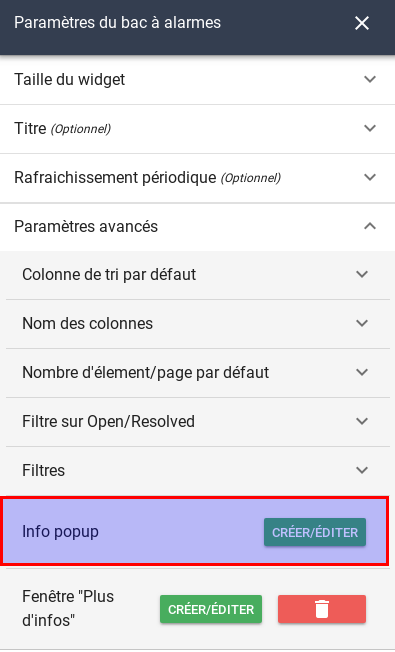 Paramètres du bac à alarmes
Taille du widget
Titre (Optionnel)
Rafraichissement périodique (Optionnel)
Paramètres avancés
Colonne de tri par défaut
Nom des colonnes
Nombre d'élement/page par défaut
Filtre sur Open/Resolved
Filtres
Info popup CRÉER/ÉDITER
Fenêtre "Plus
d'infos" CRÉER/ÉDITER